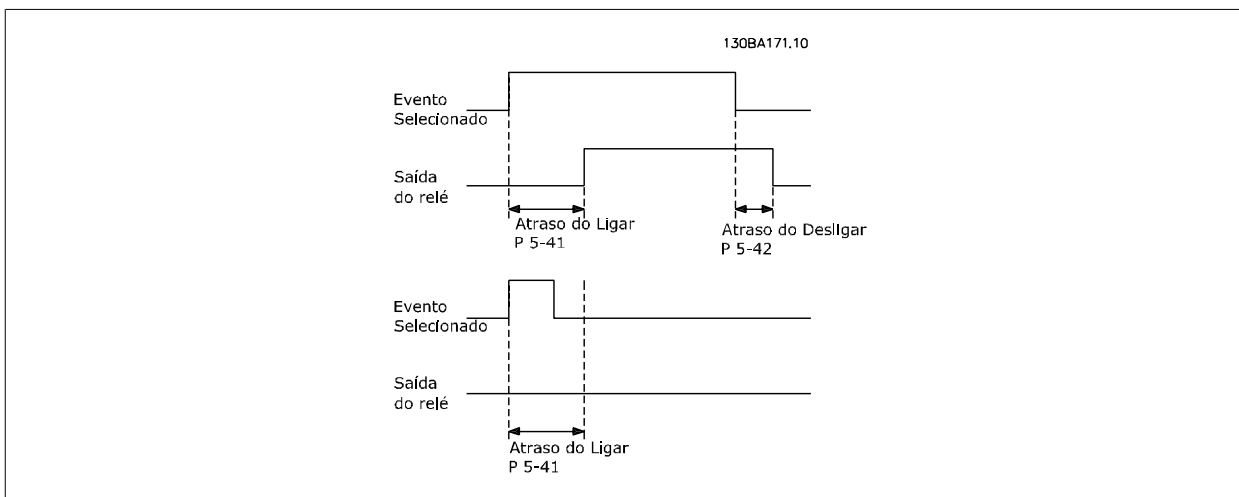 130BA171.10
Evento
Selecionado
Saída
do relé
Atraso do Ligar
P 5-41
Atraso do Desligar
P 5-42
Evento
Selecionado
Saída
do relé
Atraso do Ligar
P 5-41